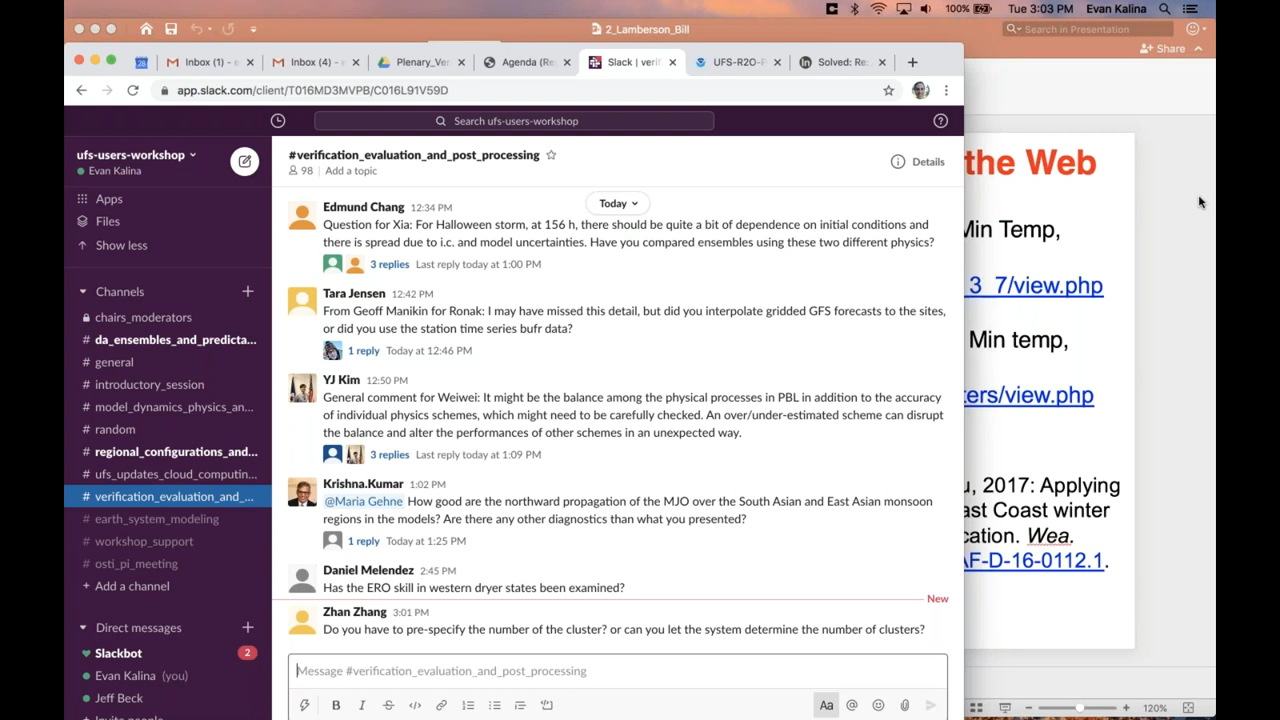 100% Tue 3:03 PM Evan Kalina
2_Lamberson_Bill
Search in Presentation
Share
28 Inbox (1) - e Inbox (4) - e Plenary_Ve Agenda (Re Slack | verif UFS-R2O-P Solved: Re:
app.slack.com/client/T016MD3MVPB/C016L91V59D
Search ufs-users-workshop
ufs-users-workshop
Evan Kalina
Apps
Files
Show less
Channels
chairs_moderators
# da_ensembles_and_predicta...
# general
# introductory_session
# model_dynamics_physics_an...
# random
# regional_configurations_and...
# ufs_updates_cloud_computin...
# verification_evaluation_and_...
# earth_system_modeling
# workshop_support
# osti_pi_meeting
+ Add a channel
Direct messages
Slackbot 2
Evan Kalina (you)
Jeff Beck
Invite people
#verification_evaluation_and_post_processing
98 | Add a topic
Details
Today
Edmund Chang 12:34 PM
Question for Xia: For Halloween storm, at 156 h, there should be quite a bit of dependence on initial conditions and
there is spread due to i.c. and model uncertainties. Have you compared ensembles using these two different physics?
3 replies Last reply today at 1:00 PM
Tara Jensen 12:42 PM
From Geoff Manikin for Ronak: I may have missed this detail, but did you interpolate gridded GFS forecasts to the sites,
or did you use the station time series bufr data?
1 reply Today at 12:46 PM
YJ Kim 12:50 PM
General comment for Weiwei: It might be the balance among the physical processes in PBL in addition to the accuracy
of individual physics schemes, which might need to be carefully checked. An over/under-estimated scheme can disrupt
the balance and alter the performances of other schemes in an unexpected way.
3 replies Last reply today at 1:09 PM
Krishna.Kumar 1:02 PM
@Maria Gehne How good are the northward propagation of the MJO over the South Asian and East Asian monsoon
regions in the models? Are there any other diagnostics than what you presented?
1 reply Today at 1:25 PM
Daniel Melendez 2:45 PM
Has the ERO skill in western dryer states been examined?
New
Zhan Zhang 3:01 PM
Do you have to pre-specify the number of the cluster? or can you let the system determine the number of clusters?
Message #verification_evaluation_and_post_processing
B I S </> Aa @
the Web
Min Temp,
3_7/view.php
Min temp,
ters/view.php
u, 2017: Applying
ast Coast winter
cation. Wea.
AF-D-16-0112.1.
120%